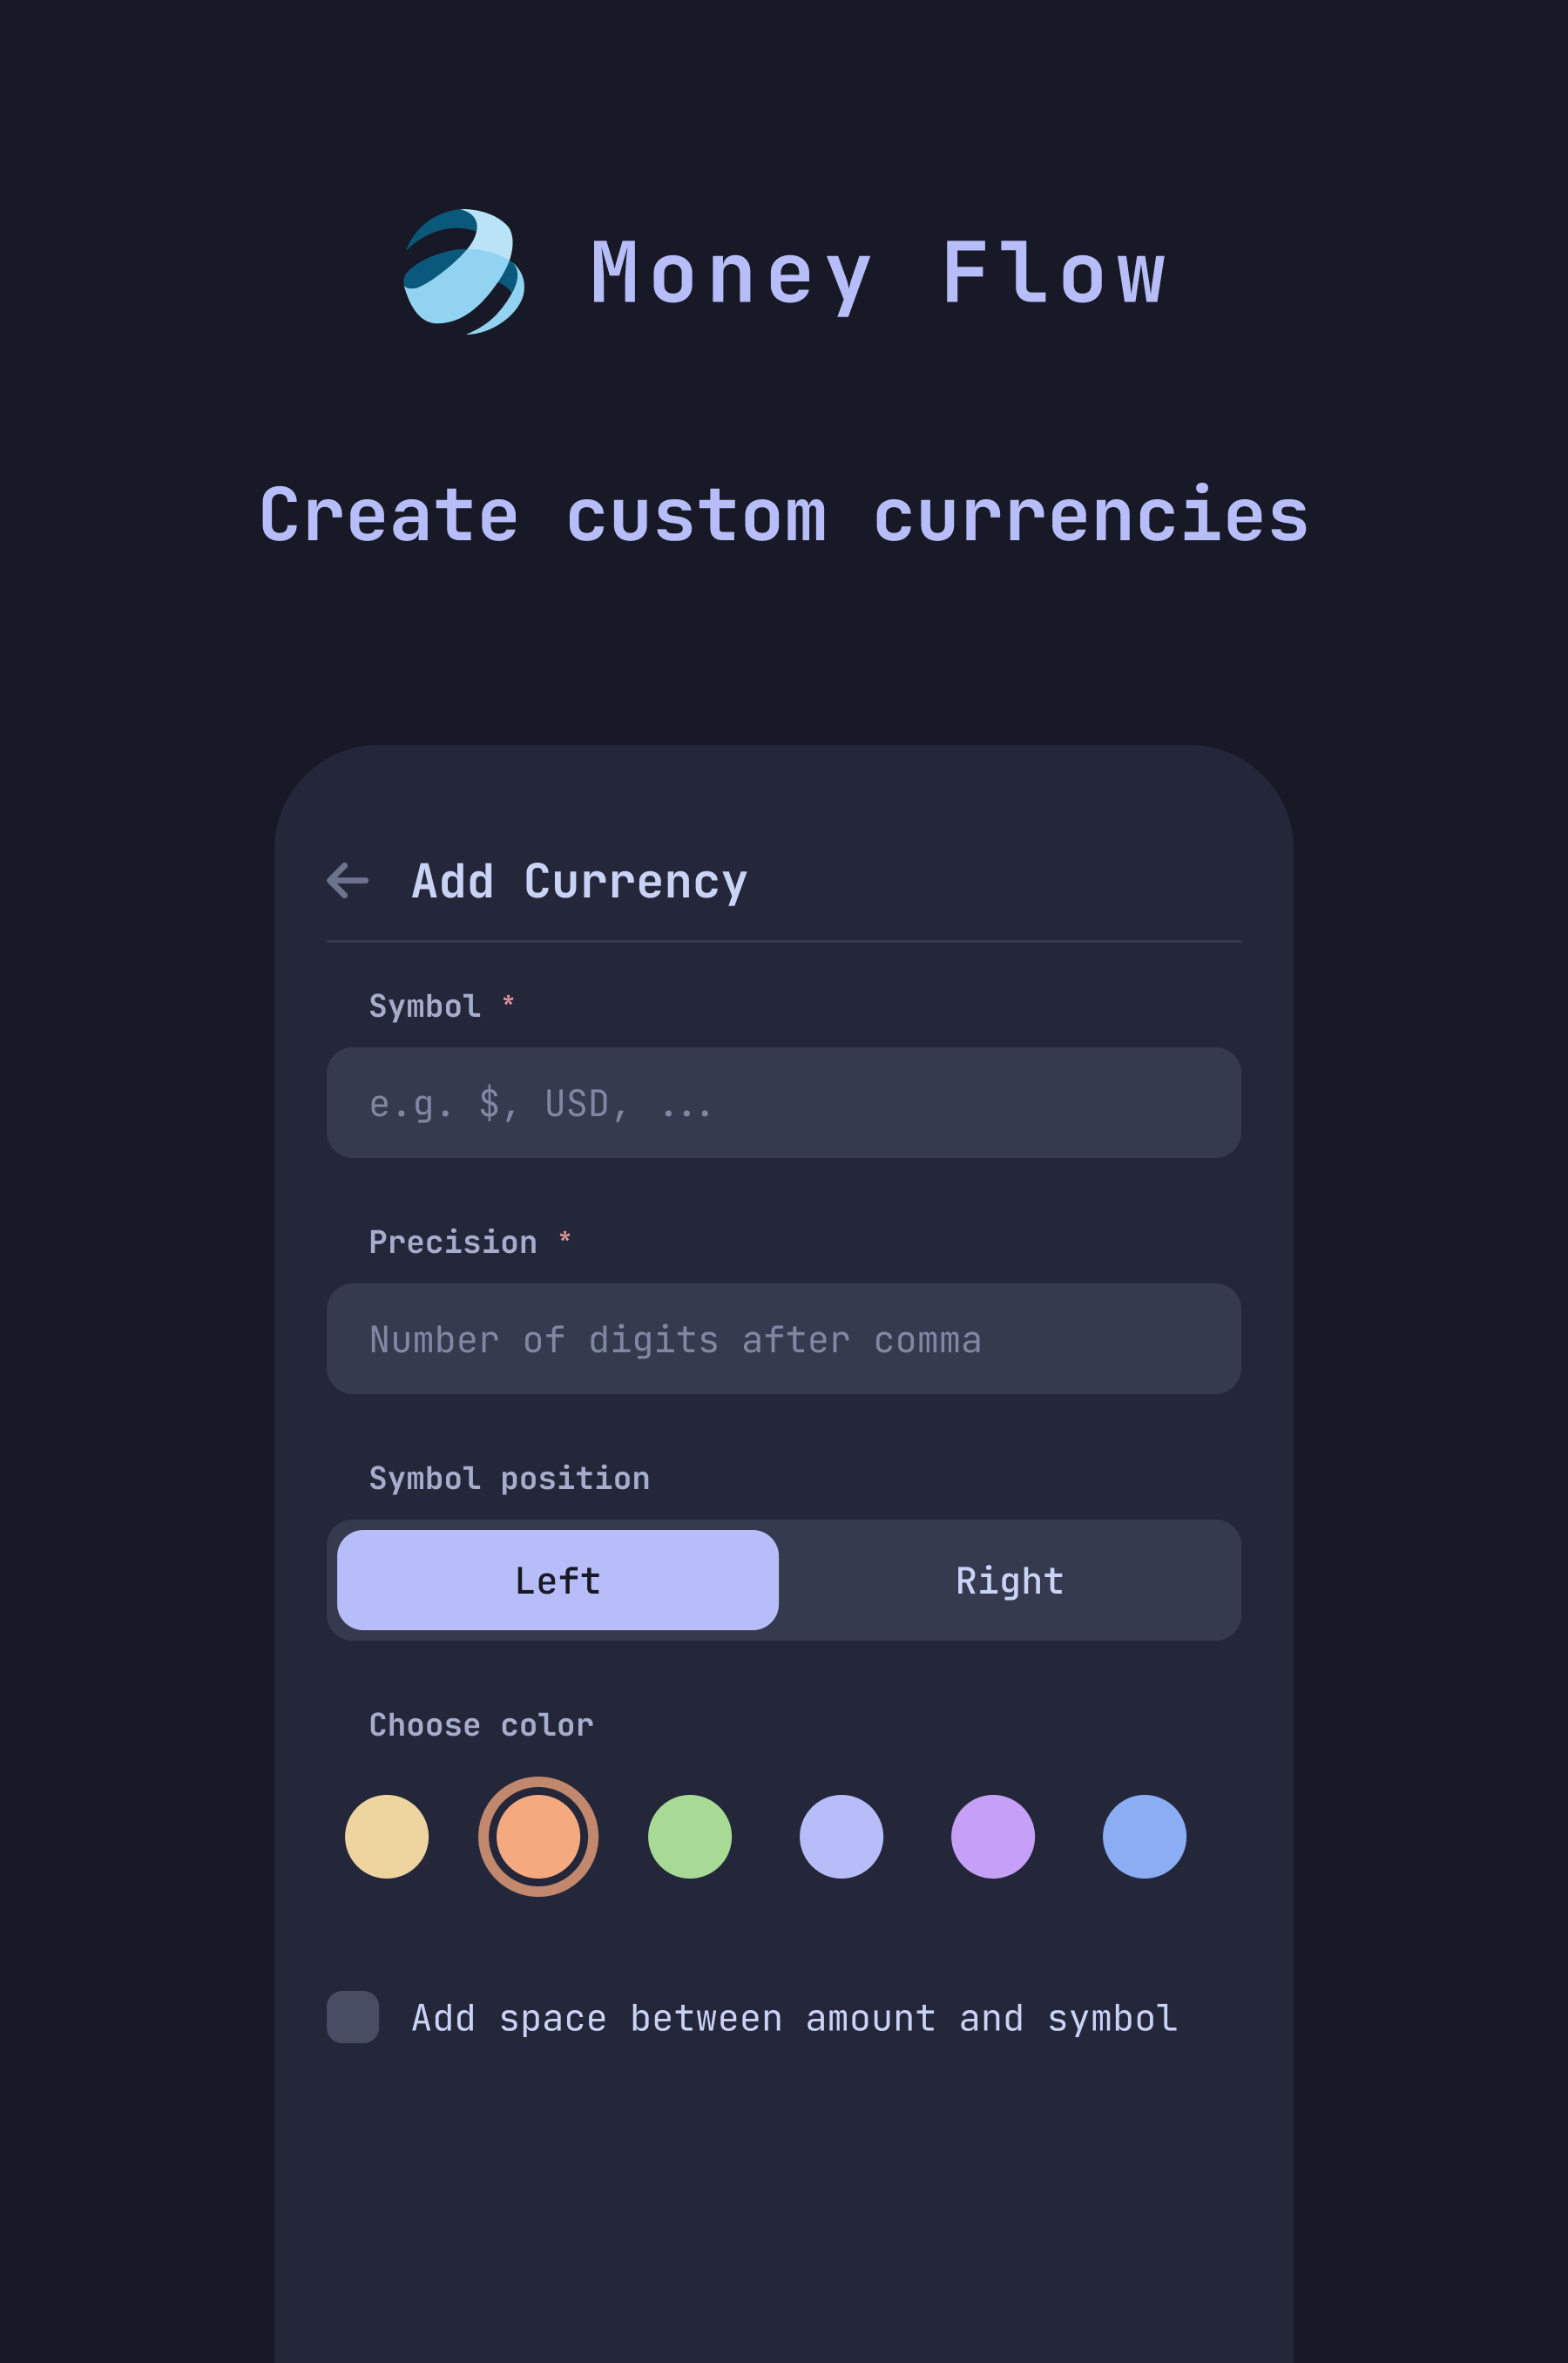 Money Flow
Create custom currencies
Add Currency
Symbol *
e.g. $, USD, ...
Precision *
Number of digits after comma
Symbol position
Left Right
Choose color
Add space between amount and symbol